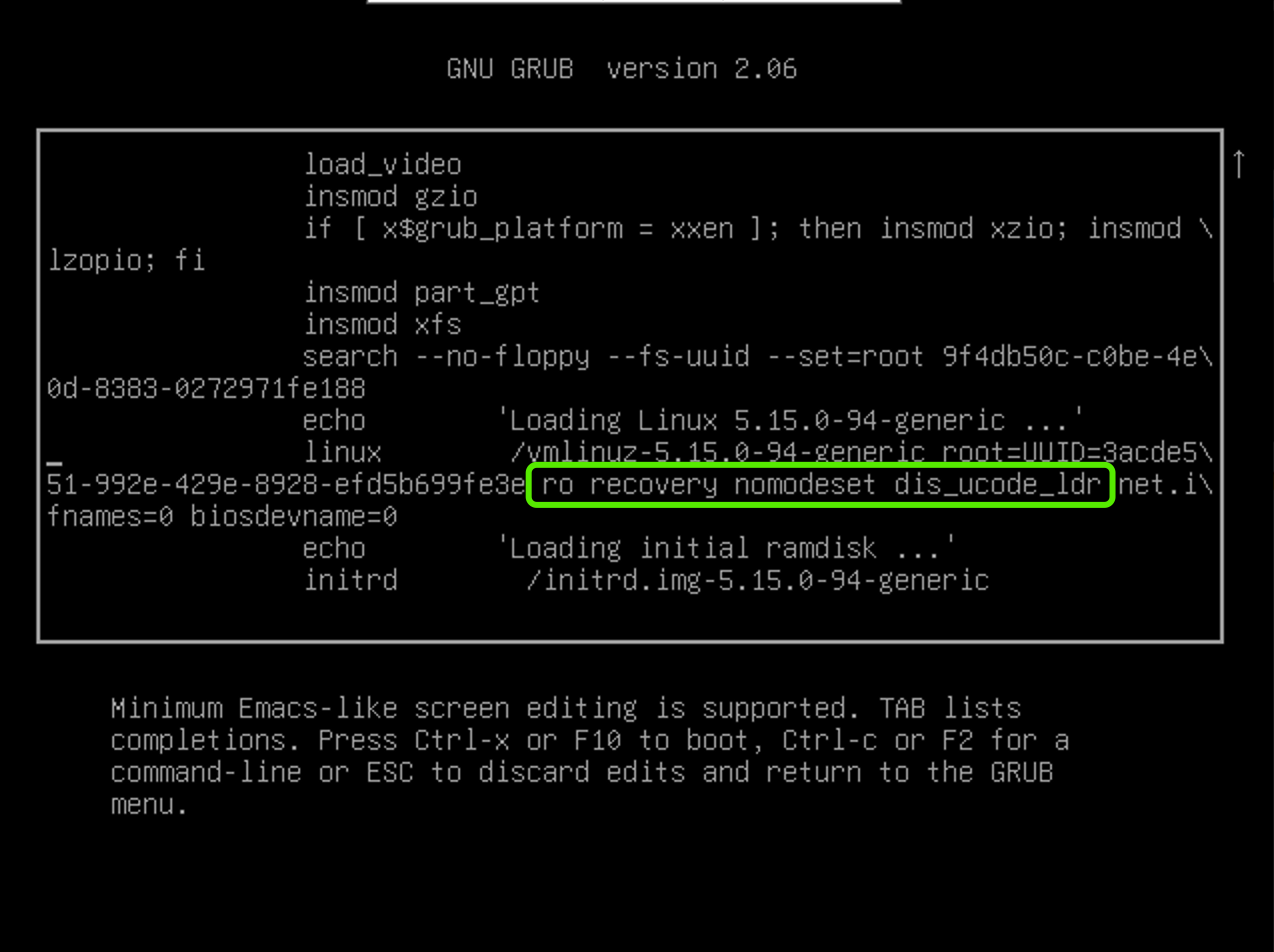 GNU GRUB  version 2.06
load_video
insmod gzio
if [ x$grub_platform = xxen ]; then insmod xzio; insmod \
lzopio; fi
insmod part_gpt
insmod xfs
search --no-floppy --fs-uuid --set=root 9f4db50c-c0be-4e\
0d-8383-0272971fe188
echo        'Loading Linux 5.15.0-94-generic ...'
linux        /vmlinuz-5.15.0-94-generic root=UUID=3acde5\
51-992e-429e-8928-efd5b699fe3e ro recovery nomodeset dis_ucode_ldr net.i\
fnames=0 biosdevname=0
echo        'Loading initial ramdisk ...'
initrd        /initrd.img-5.15.0-94-generic
Minimum Emacs-like screen editing is supported. TAB lists
completions. Press Ctrl-x or F10 to boot, Ctrl-c or F2 for a
command-line or ESC to discard edits and return to the GRUB
menu.